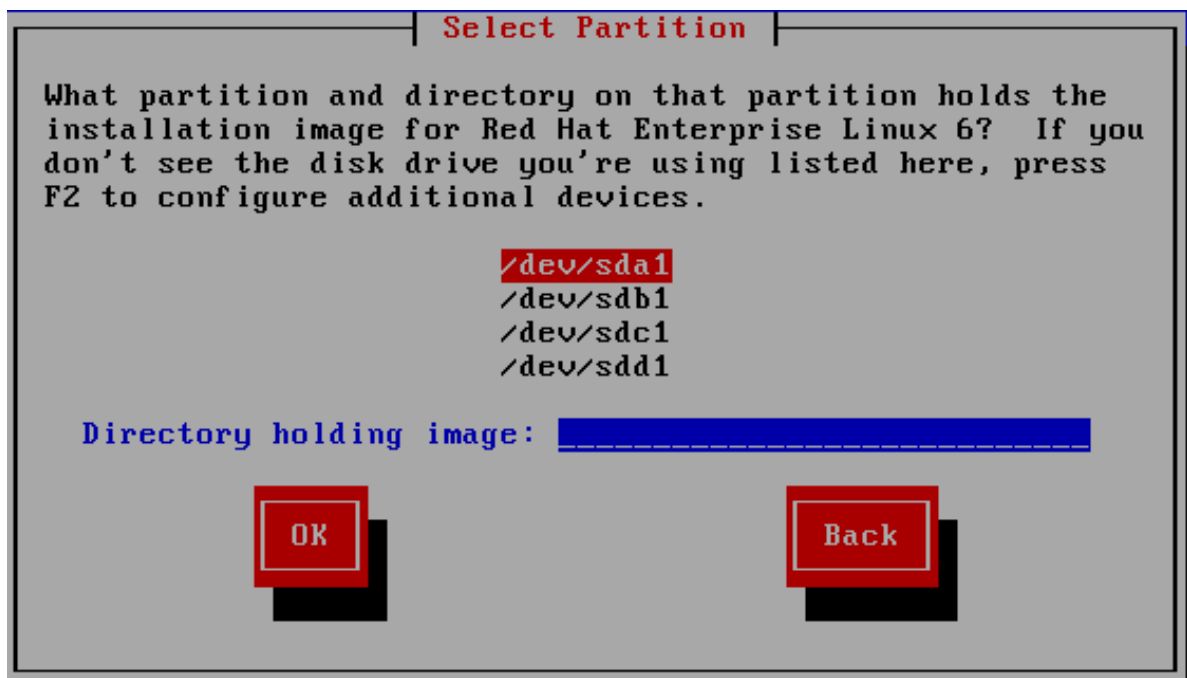 Select Partition
What partition and directory on that partition holds the
installation image for Red Hat Enterprise Linux 6?  If you
don't see the disk drive you're using listed here, press
F2 to configure additional devices.
/dev/sda1
/dev/sdb1
/dev/sdc1
/dev/sdd1
Directory holding image: ____________________________
OK Back